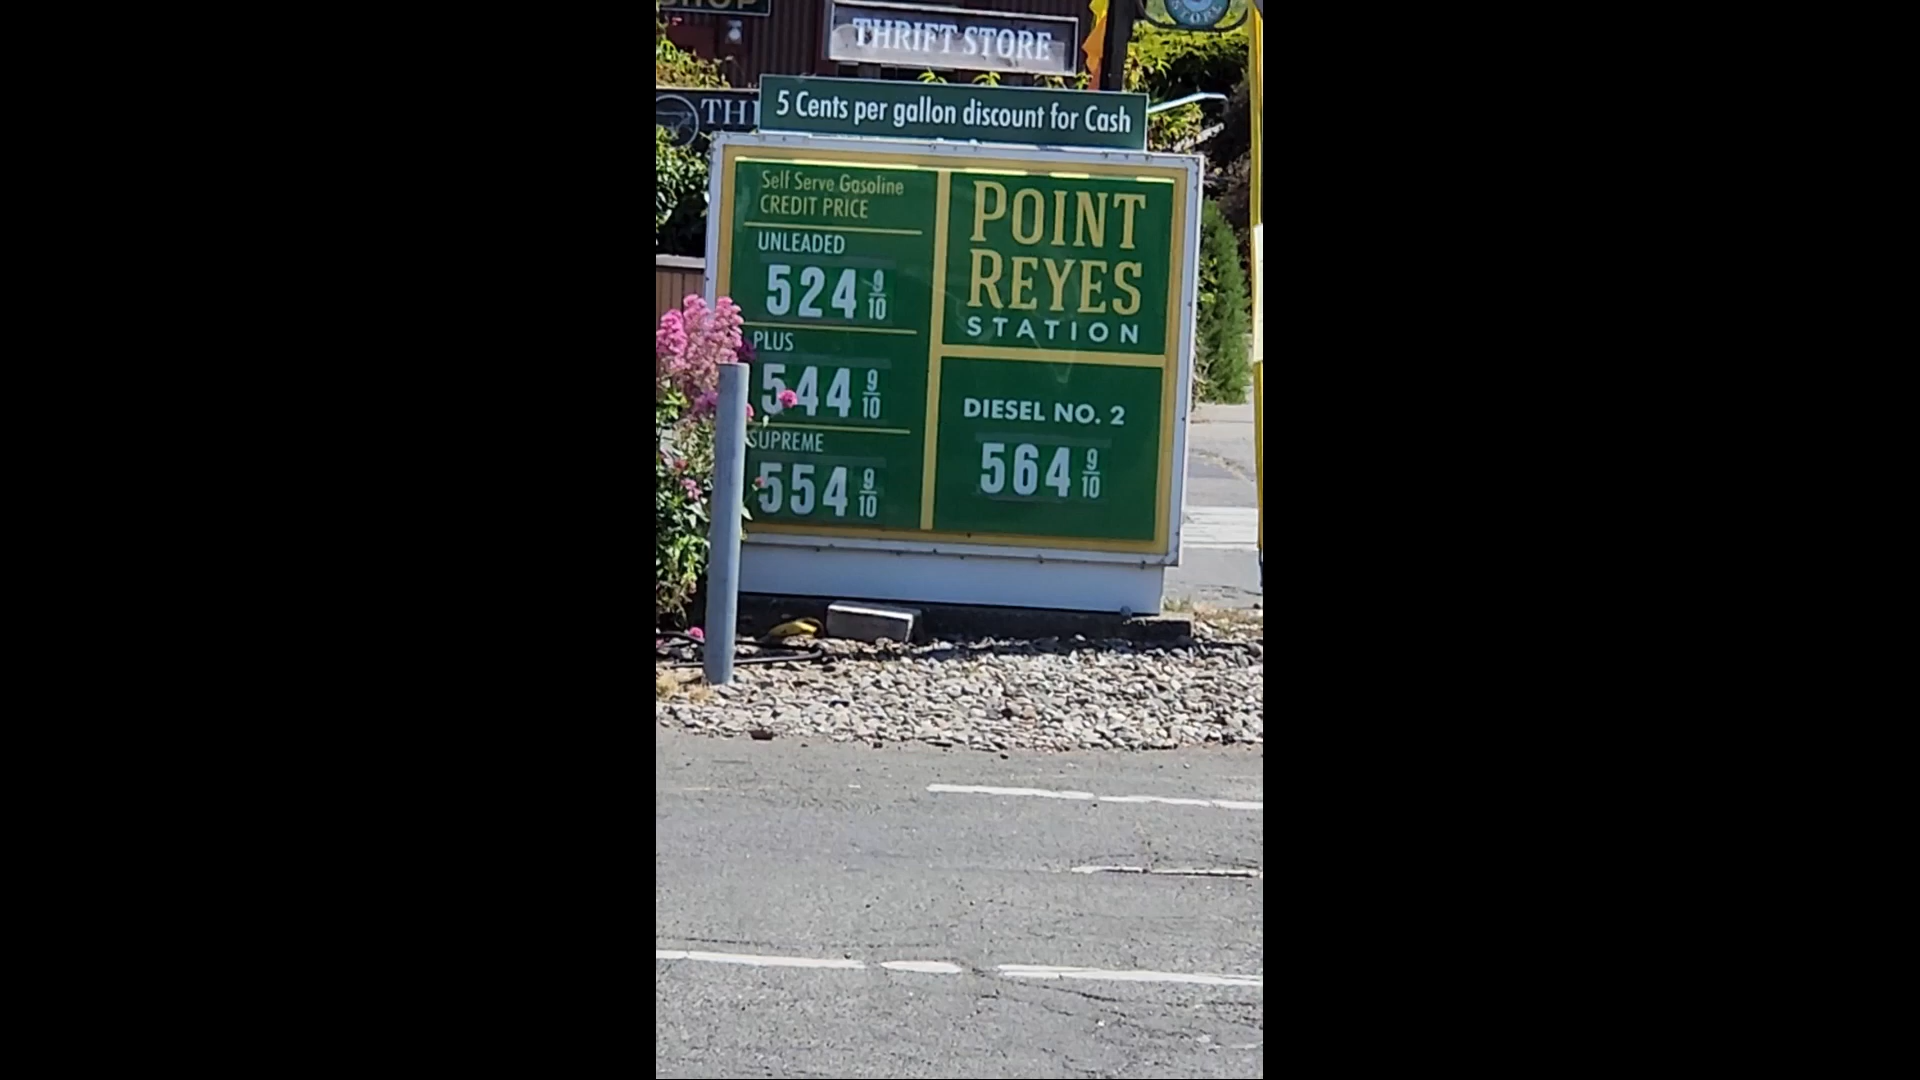 THRIFT STORE
STORE
5 Cents per gallon discount for Cash
Self Serve Gasoline
CREDIT PRICE
UNLEADED
524 9/10
PLUS
544 9/10
SUPREME
554 9/10
POINT
REYES
STATION
DIESEL NO. 2
564 9/10